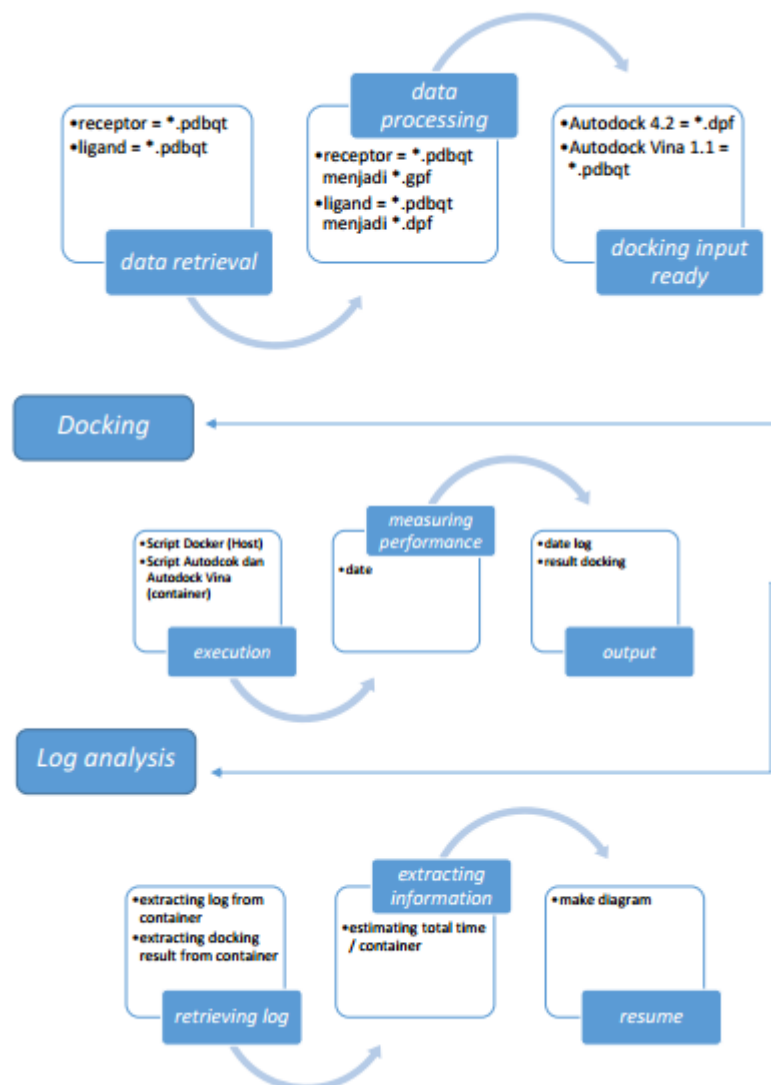 •receptor = *.pdbqt
•ligand = *.pdbqt
data retrieval
data
processing
•receptor = *.pdbqt
menjadi *.gpf
•ligand = *.pdbqt
menjadi *.dpf
•Autodock 4.2 = *.dpf
•Autodock Vina 1.1 =
*.pdbqt
docking input
ready
Docking
•Script Docker (Host)
•Script Autodcok dan
Autodock Vina
(container)
execution
measuring
performance
•date
•date log
•result docking
output
Log analysis
•extracting log from
container
•extracting docking
result from container
retrieving log
extracting
information
•estimating total time
/ container
•make diagram
resume